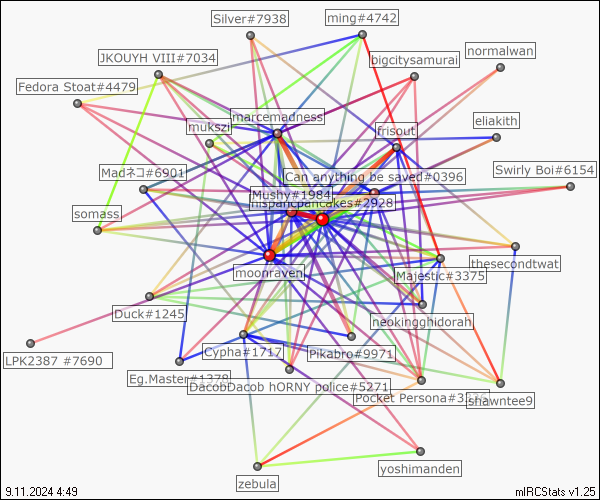 Silver#7938
ming#4742
JKOUYH VIII#7034
bigcitysamurai
normalwan
Fedora Stoat#4479
marcemadness
eliakith
mukszi
frisout
Madネコ#6901
Can anything be saved#0396
Swirly Boi#6154
Mushy#1984
hispanicpancakes#2928
somass
moonraven
Majestic#3375
thesecondtwat
Duck#1245
neokingghidorah
LPK2387 #7690
Cypha#1717
Pikabro#9971
Eg.Master#1378
DacobDacob hORNY police#5271
Pocket Persona#3
shawntee9
zebula
yoshimanden
9.11.2024 4:49
mIRCStats v1.25